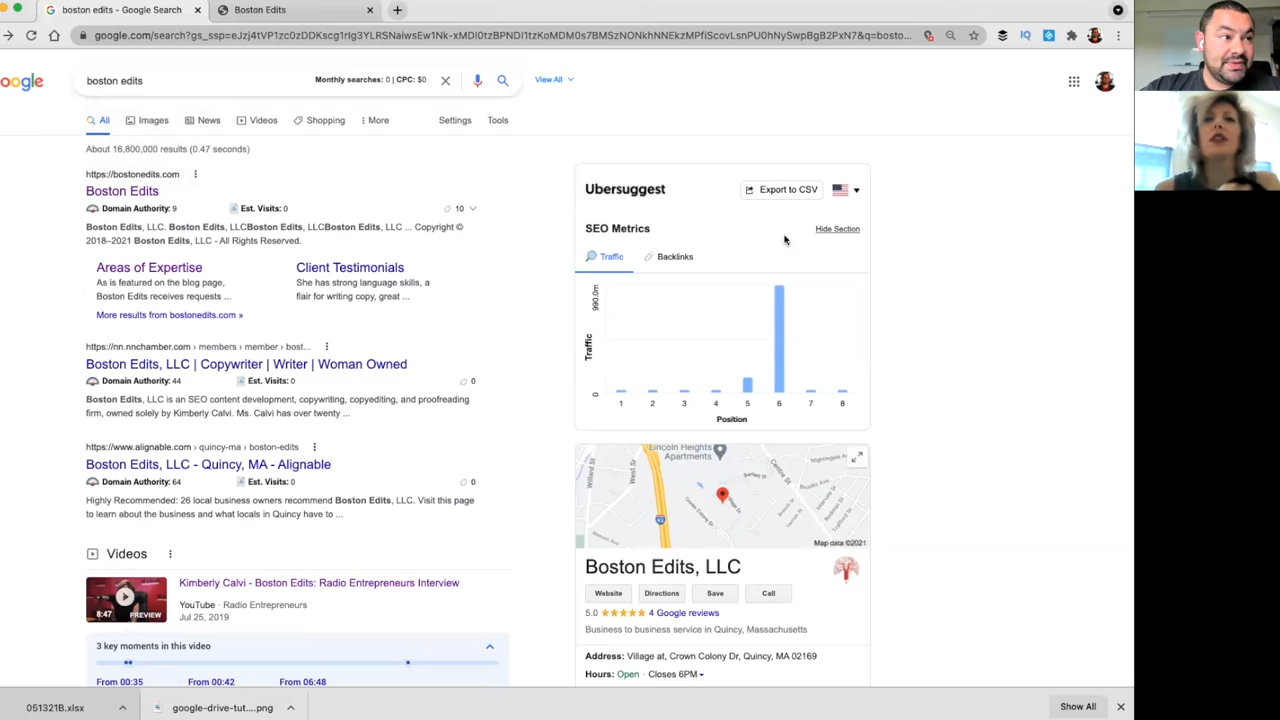 boston edits - Google Search
Boston Edits
google.com/search?gs_ssp=eJzj4tVP1zc0zDDKscg1rIg3YLRSNaiwsEw1Nk-xMDI0tzBPNDI1tzKoMDM0s7BMSzNONkhNNEkzMFpiScovLsnPU0hNySwpBgB2PxN7&q=bosto...
oogle
boston edits
Monthly searches: 0 | CPC: $0
View All
All
Images
News
Videos
Shopping
More
Settings
Tools
About 16,800,000 results (0.47 seconds)
https://bostonedits.com
Boston Edits
Domain Authority: 9
Est. Visits: 0
10
Boston Edits, LLC. Boston Edits, LLCBoston Edits, LLCBoston Edits, LLC ... Copyright ©
2018–2021 Boston Edits, LLC - All Rights Reserved.
Areas of Expertise
As is featured on the blog page,
Boston Edits receives requests ...
Client Testimonials
She has strong language skills, a
flair for writing copy, great ...
More results from bostonedits.com »
https://nn.nnchamber.com › members › member › bost...
Boston Edits, LLC | Copywriter | Writer | Woman Owned
Domain Authority: 44
Est. Visits: 0
0
Boston Edits, LLC is an SEO content development, copywriting, copyediting, and proofreading
firm, owned solely by Kimberly Calvi. Ms. Calvi has over twenty ...
https://www.alignable.com › quincy-ma › boston-edits
Boston Edits, LLC - Quincy, MA - Alignable
Domain Authority: 64
Est. Visits: 0
0
Highly Recommended: 26 local business owners recommend Boston Edits, LLC. Visit this page
to learn about the business and what locals in Quincy have to ...
Videos
Kimberly Calvi - Boston Edits: Radio Entrepreneurs Interview
YouTube · Radio Entrepreneurs
Jul 25, 2019
8:47
PREVIEW
3 key moments in this video
From 00:35
From 00:42
From 06:48
Ubersuggest
Export to CSV
SEO Metrics
Hide Section
Traffic
Backlinks
990.0m
Traffic
0
1 2 3 4 5 6 7 8
Position
Lincoln Heights
Apartments
Willard St
West St
Centre St
Crown Colony Dr
Map data ©2021
Boston Edits, LLC
Website
Directions
Save
Call
5.0
4 Google reviews
Business to business service in Quincy, Massachusetts
Address: Village at, Crown Colony Dr, Quincy, MA 02169
Hours: Open · Closes 6PM
051321B.xlsx
google-drive-tut....png
Show All